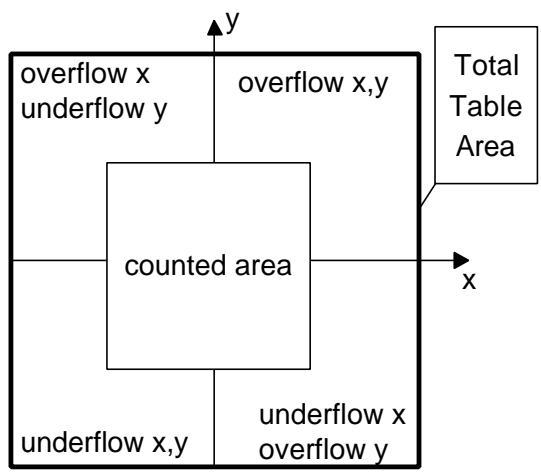 y
overflow x
underflow y
overflow x,y
Total
Table
Area
counted area
x
underflow x,y
underflow x
overflow y